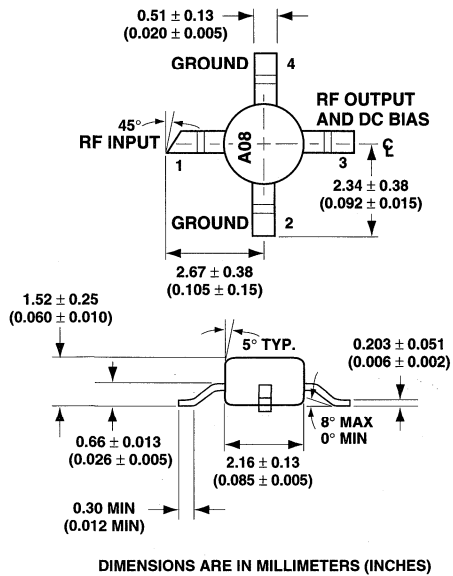 0.51 ± 0.13
(0.020 ± 0.005)
GROUND 4
RF OUTPUT
AND DC BIAS
45°
RF INPUT
1
A08
3
℄
2.34 ± 0.38
(0.092 ± 0.015)
GROUND 2
2.67 ± 0.38
(0.105 ± 0.15)
1.52 ± 0.25
(0.060 ± 0.010)
5° TYP.
0.203 ± 0.051
(0.006 ± 0.002)
8° MAX
0° MIN
0.66 ± 0.013
(0.026 ± 0.005)
2.16 ± 0.13
(0.085 ± 0.005)
0.30 MIN
(0.012 MIN)
DIMENSIONS ARE IN MILLIMETERS (INCHES)